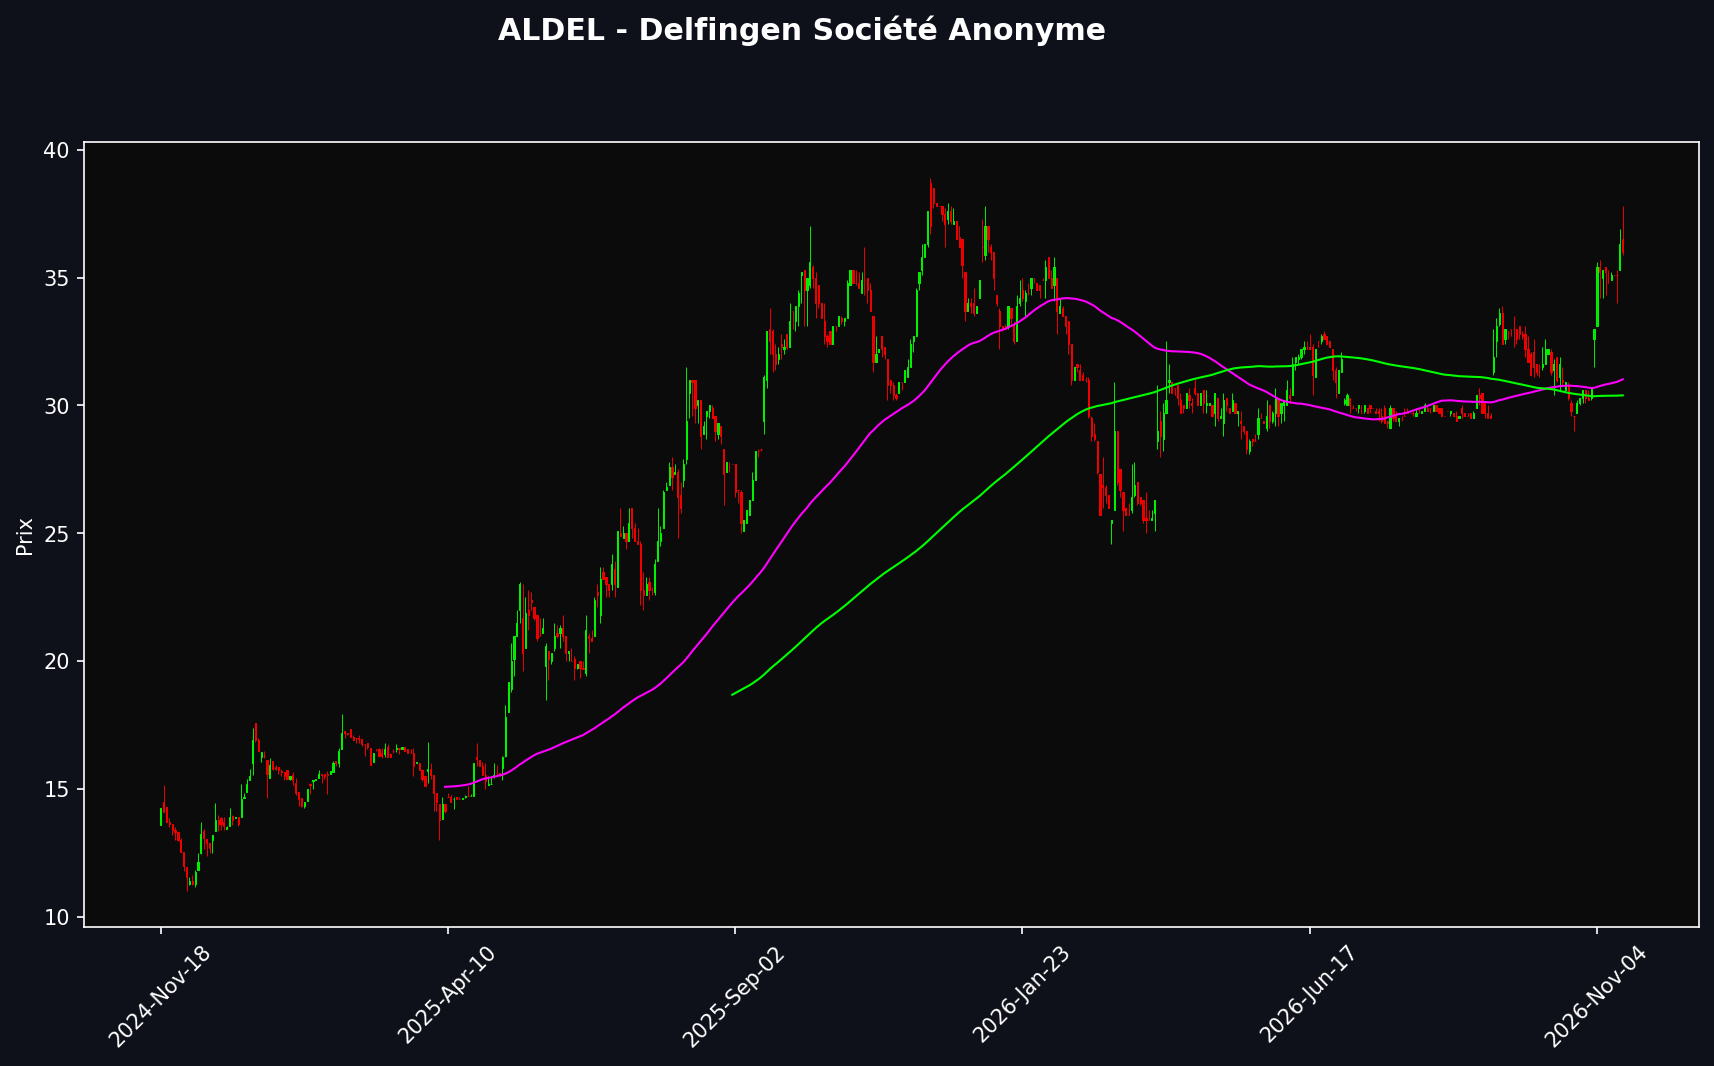 ALDEL - Delfingen Société Anonyme
Prix
40
35
30
25
20
15
10
2024-Nov-18
2025-Apr-10
2025-Sep-02
2026-Jan-23
2026-Jun-17
2026-Nov-04